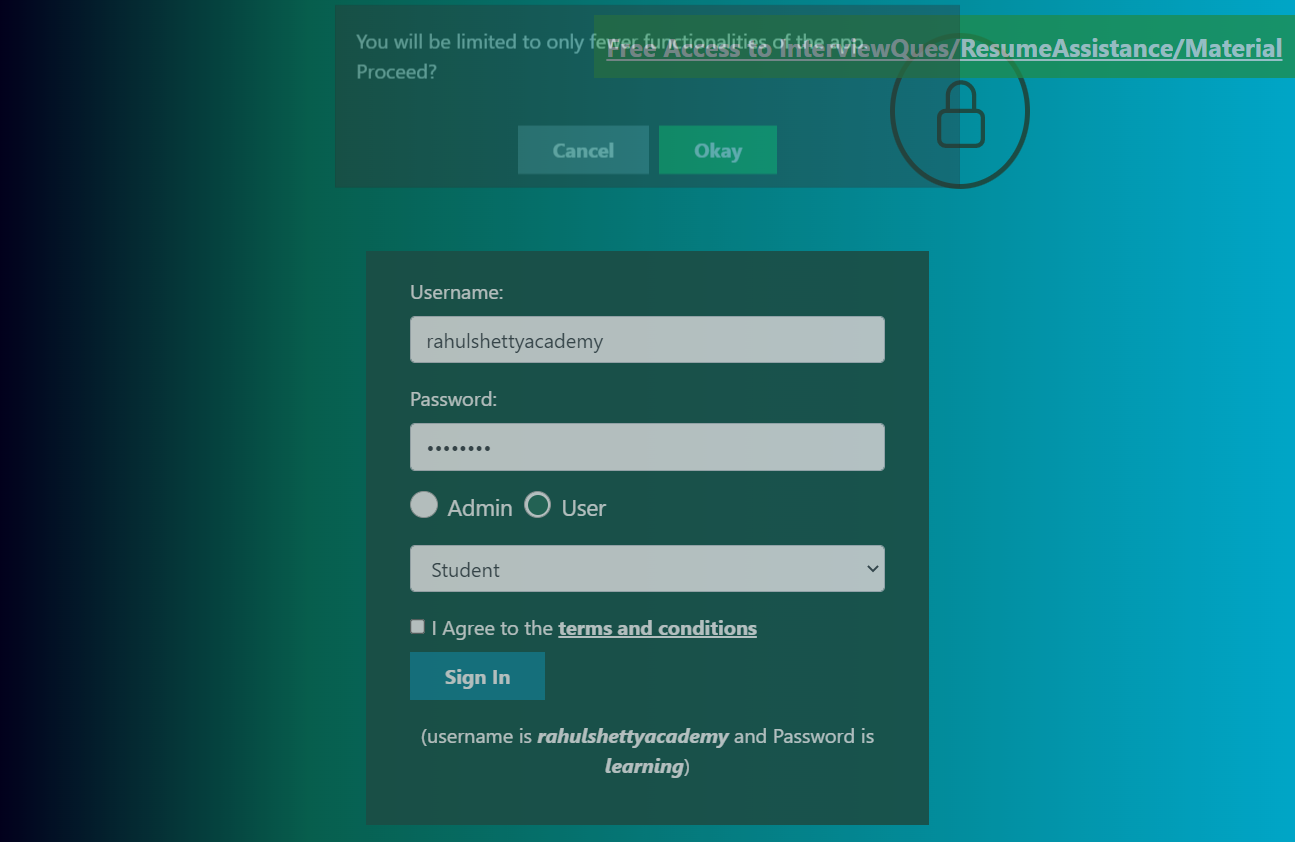 You will be limited to only fewer functionalities of the app.
Proceed?
Free Access to InterviewQues/ResumeAssistance/Material
Cancel Okay
Username:
rahulshettyacademy
Password:
••••••••
Admin User
Student
I Agree to the terms and conditions
Sign In
(username is rahulshettyacademy and Password is
learning)